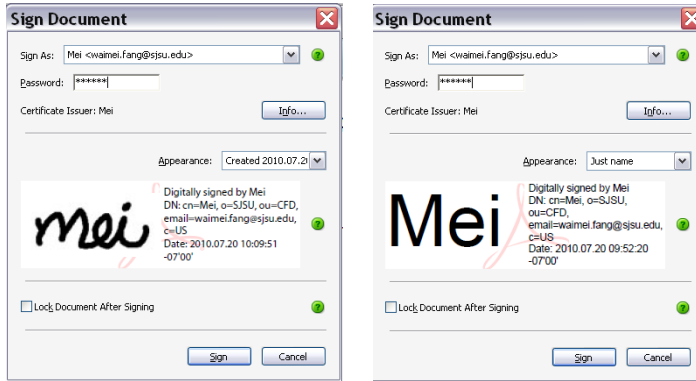 Sign Document
Sign As: Mei <waimei.fang@sjsu.edu>
Password: ******
Certificate Issuer: Mei
Info...
Appearance: Created 2010.07.2
mei
Digitally signed by Mei
DN: cn=Mei, o=SJSU, ou=CFD,
email=waimei.fang@sjsu.edu,
c=US
Date: 2010.07.20 10:09:51
-07'00'
Lock Document After Signing
Sign
Cancel
Sign Document
Sign As: Mei <waimei.fang@sjsu.edu>
Password: ******
Certificate Issuer: Mei
Info...
Appearance: Just name
Mei
Digitally signed by Mei
DN: cn=Mei, o=SJSU,
ou=CFD,
email=waimei.fang@sjsu.edu,
c=US
Date: 2010.07.20 09:52:20
-07'00'
Lock Document After Signing
Sign
Cancel